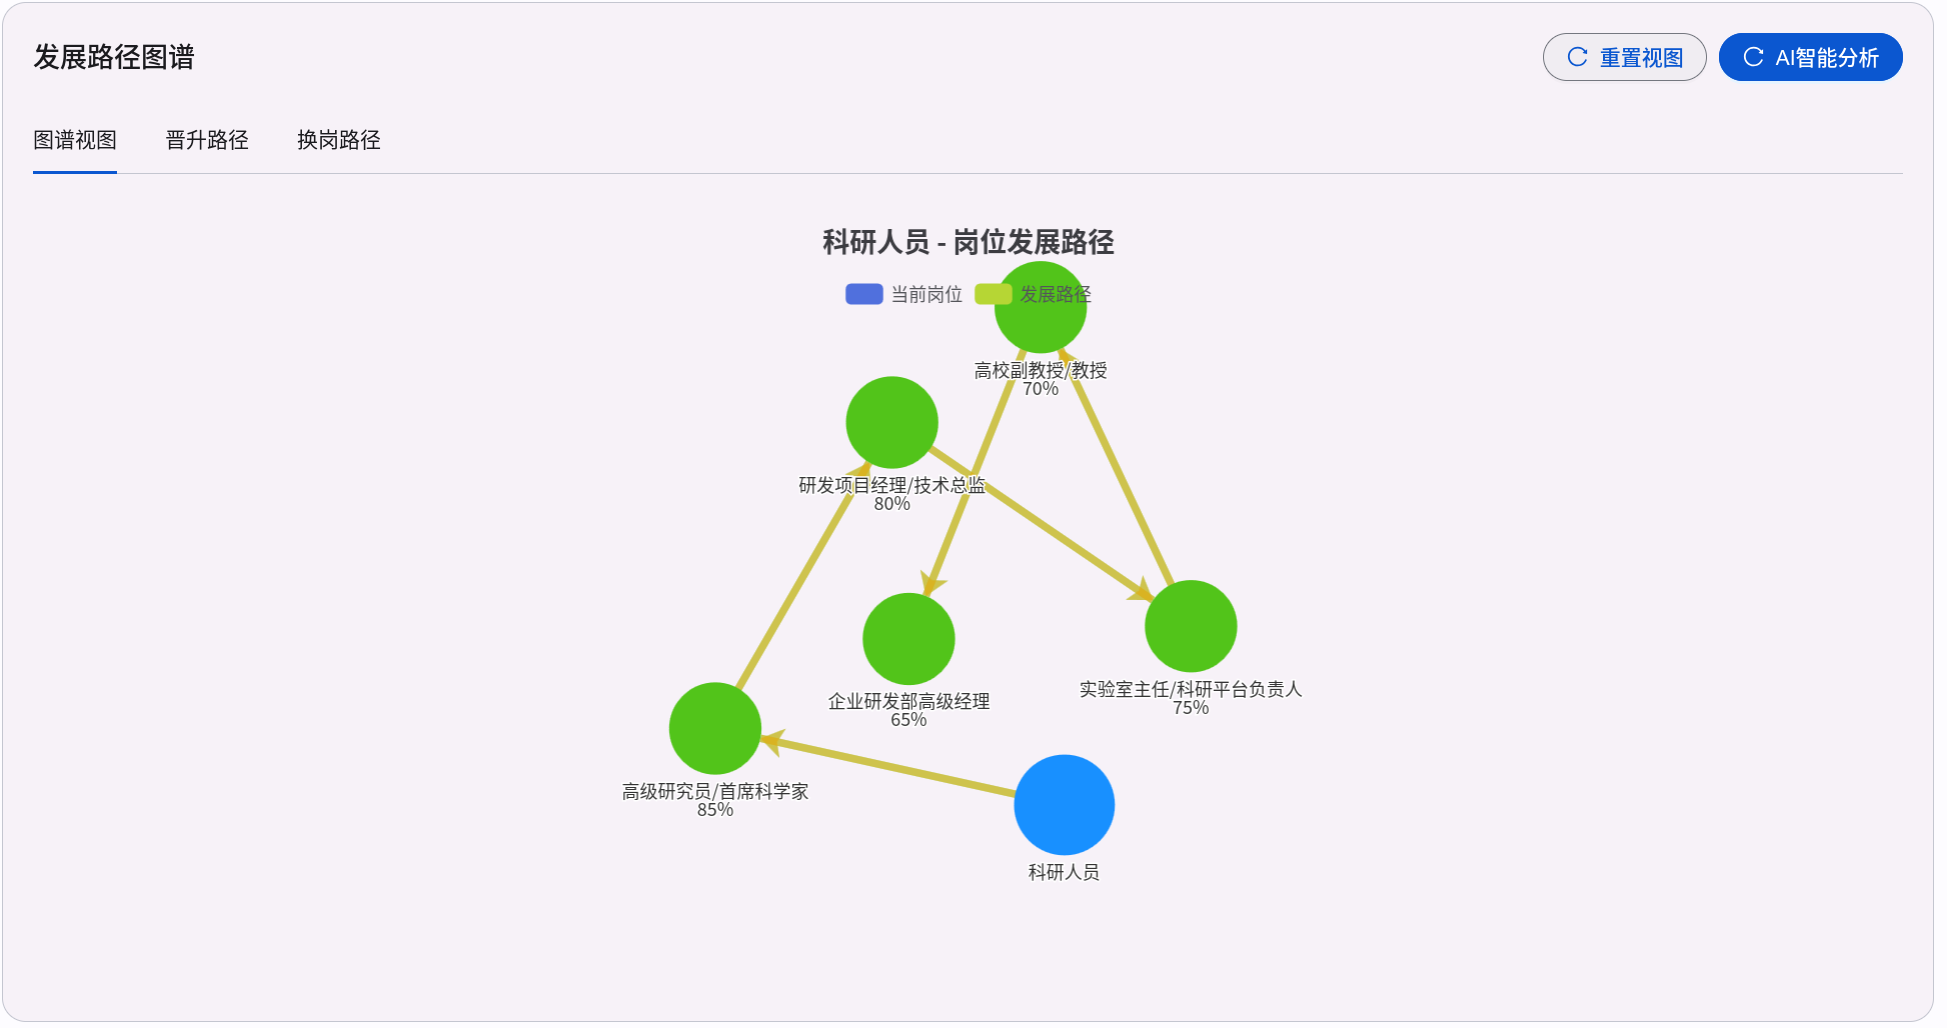 发展路径图谱
重置视图
AI智能分析
图谱视图
晋升路径
换岗路径
科研人员 - 岗位发展路径
当前岗位
发展路径
高校副教授/教授
70%
研发项目经理/技术总监
80%
企业研发部高级经理
65%
实验室主任/科研平台负责人
75%
高级研究员/首席科学家
85%
科研人员